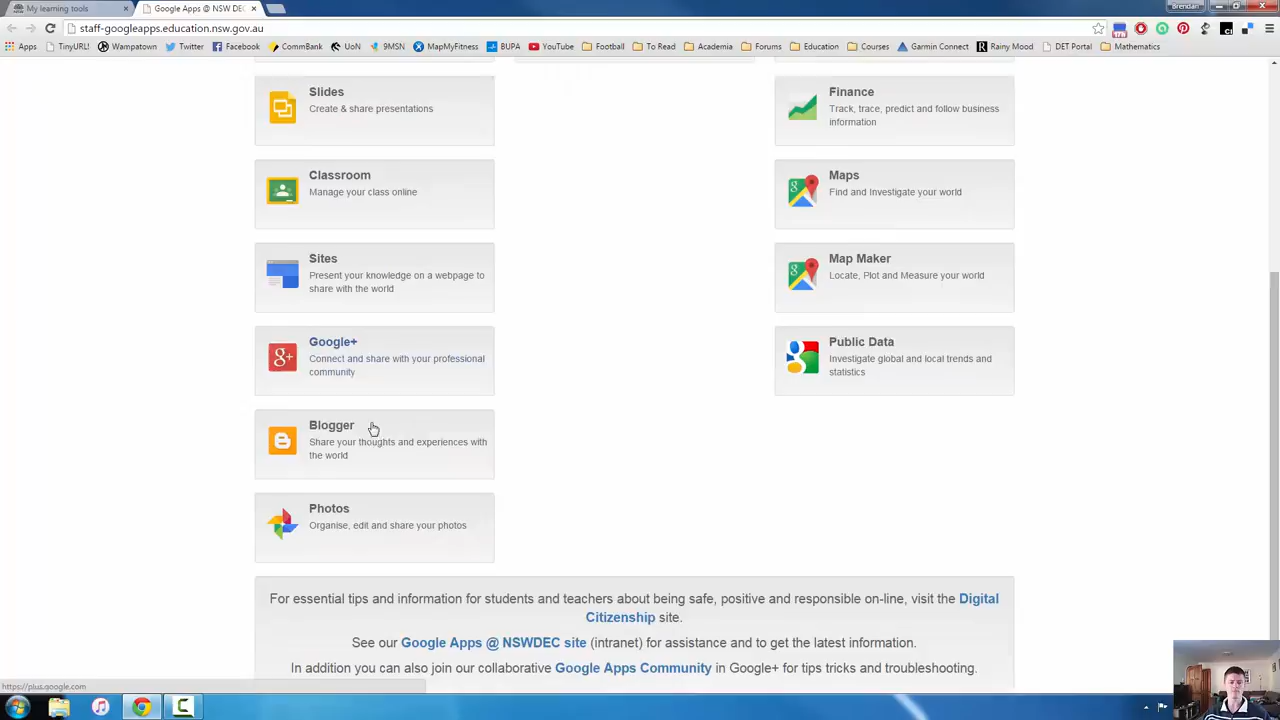 My learning tools
Google Apps @ NSW DEC
Brendan
staff-googleapps.education.nsw.gov.au
Apps TinyURL! Wampatown Twitter Facebook CommBank UoN 9MSN MapMyFitness BUPA YouTube Football To Read Academia Forums Education Courses Garmin Connect Rainy Mood DET Portal Mathematics
Slides
Create & share presentations
Finance
Track, trace, predict and follow business
information
Classroom
Manage your class online
Maps
Find and Investigate your world
Sites
Present your knowledge on a webpage to
share with the world
Map Maker
Locate, Plot and Measure your world
Google+
Connect and share with your professional
community
Public Data
Investigate global and local trends and
statistics
Blogger
Share your thoughts and experiences with
the world
Photos
Organise, edit and share your photos
For essential tips and information for students and teachers about being safe, positive and responsible on-line, visit the Digital
Citizenship site.
See our Google Apps @ NSWDEC site (intranet) for assistance and to get the latest information.
In addition you can also join our collaborative Google Apps Community in Google+ for tips tricks and troubleshooting.
https://plus.google.com